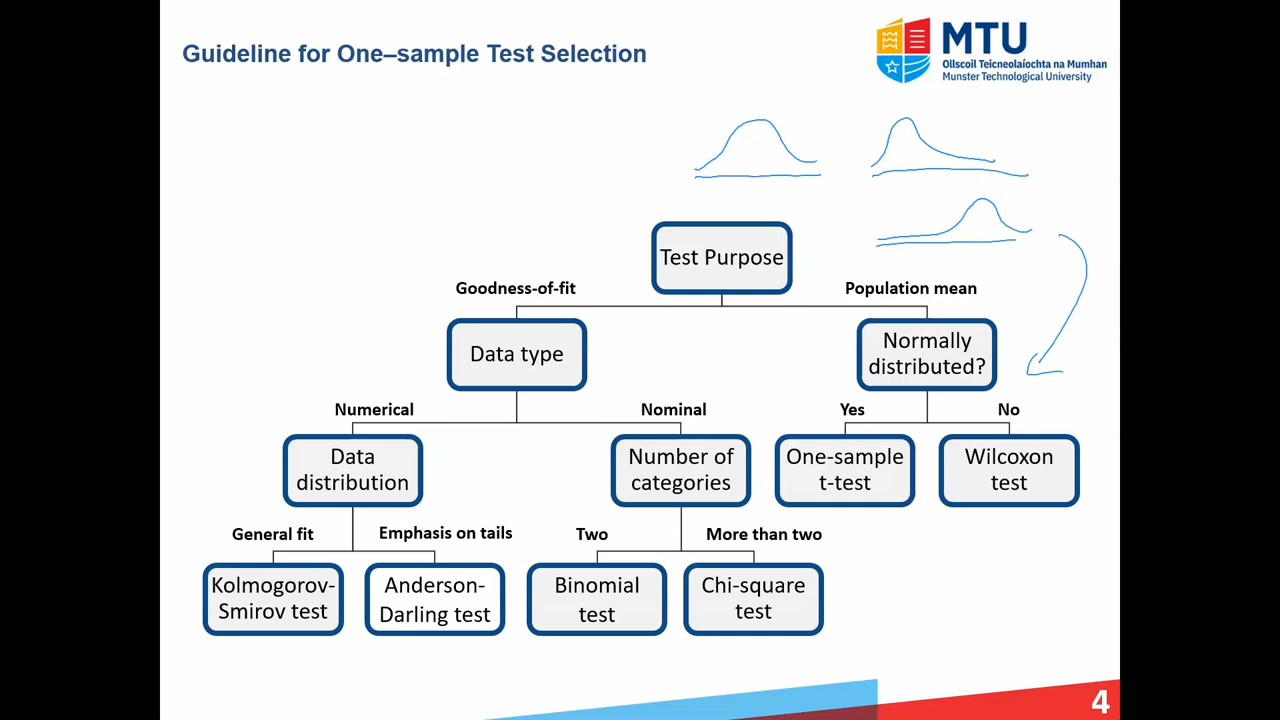 Guideline for One–sample Test Selection
MTU
Ollscoil Teicneolaíochta na Mumhan
Munster Technological University
Test Purpose
Goodness-of-fit
Population mean
Data type
Normally
distributed?
Numerical
Nominal
Yes
No
Data
distribution
Number of
categories
One-sample
t-test
Wilcoxon
test
General fit
Emphasis on tails
Two
More than two
Kolmogorov-
Smirov test
Anderson-
Darling test
Binomial
test
Chi-square
test
4